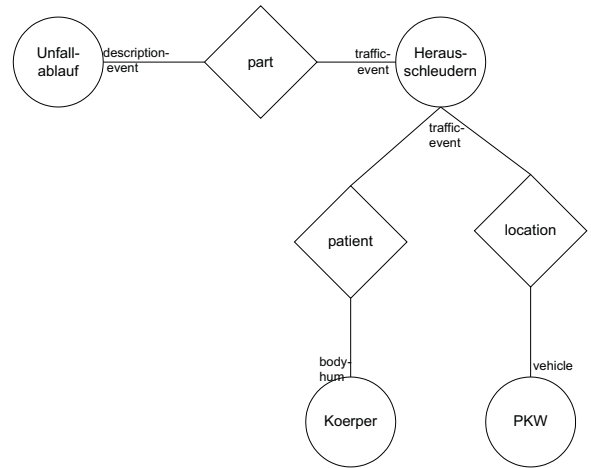 Unfall-
ablauf
description-
event
part
traffic-
event
Heraus-
schleudern
traffic-
event
patient
location
body-
hum
vehicle
Koerper
PKW